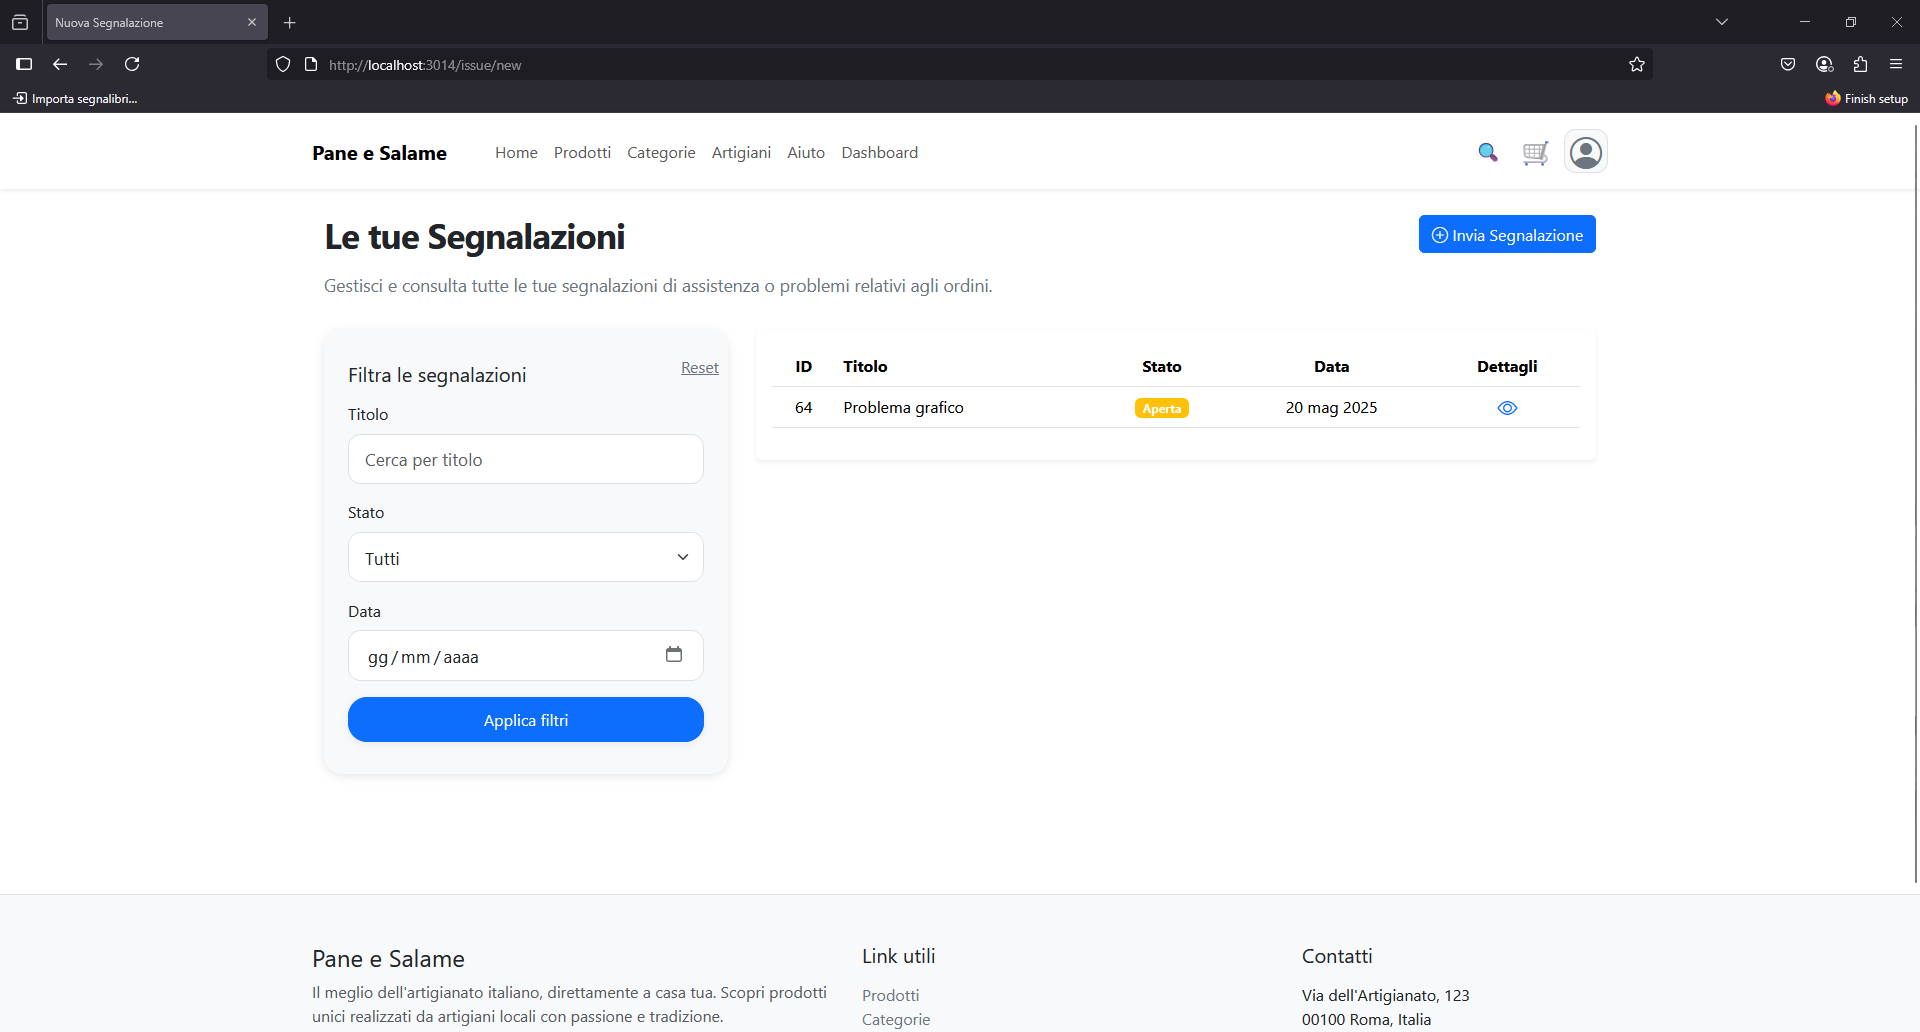 Nuova Segnalazione
http://localhost:3014/issue/new
Importa segnalibri...
Finish setup
Pane e Salame
Home
Prodotti
Categorie
Artigiani
Aiuto
Dashboard
Le tue Segnalazioni
Invia Segnalazione
Gestisci e consulta tutte le tue segnalazioni di assistenza o problemi relativi agli ordini.
Filtra le segnalazioni
Reset
Titolo
Cerca per titolo
Stato
Tutti
Data
gg/mm/aaaa
Applica filtri
ID Titolo Stato Data Dettagli
64 Problema grafico Aperta 20 mag 2025
Pane e Salame
Il meglio dell'artigianato italiano, direttamente a casa tua. Scopri prodotti
unici realizzati da artigiani locali con passione e tradizione.
Link utili
Prodotti
Categorie
Contatti
Via dell'Artigianato, 123
00100 Roma, Italia